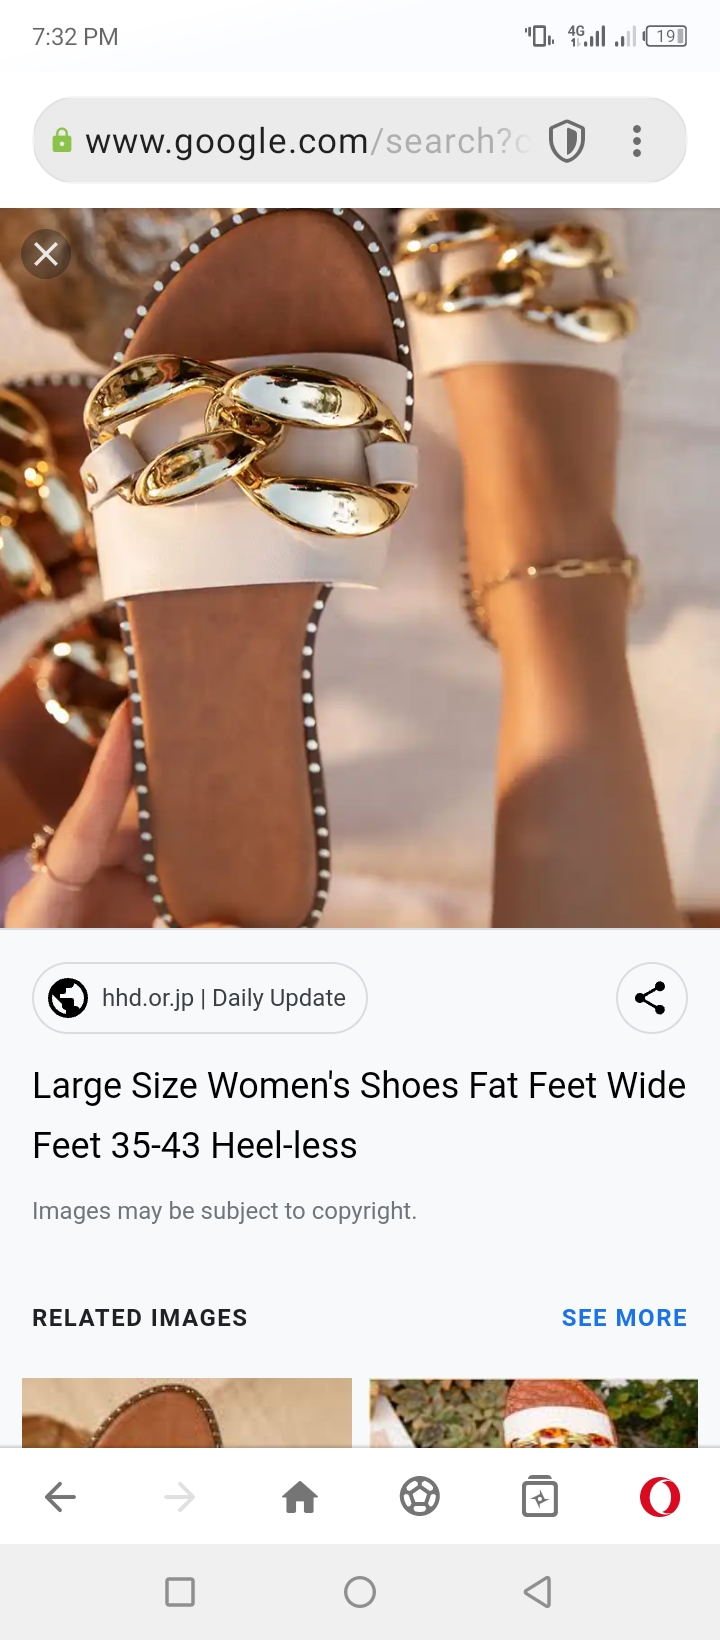 7:32 PM
4G
19
www.google.com/search?
hhd.or.jp | Daily Update
Large Size Women's Shoes Fat Feet Wide
Feet 35-43 Heel-less
Images may be subject to copyright.
RELATED IMAGES
SEE MORE